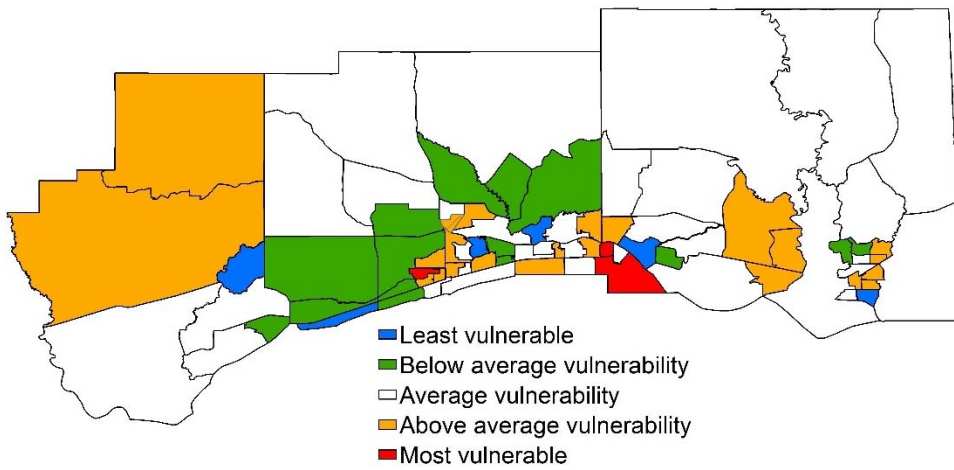 Least vulnerable
Below average vulnerability
Average vulnerability
Above average vulnerability
Most vulnerable